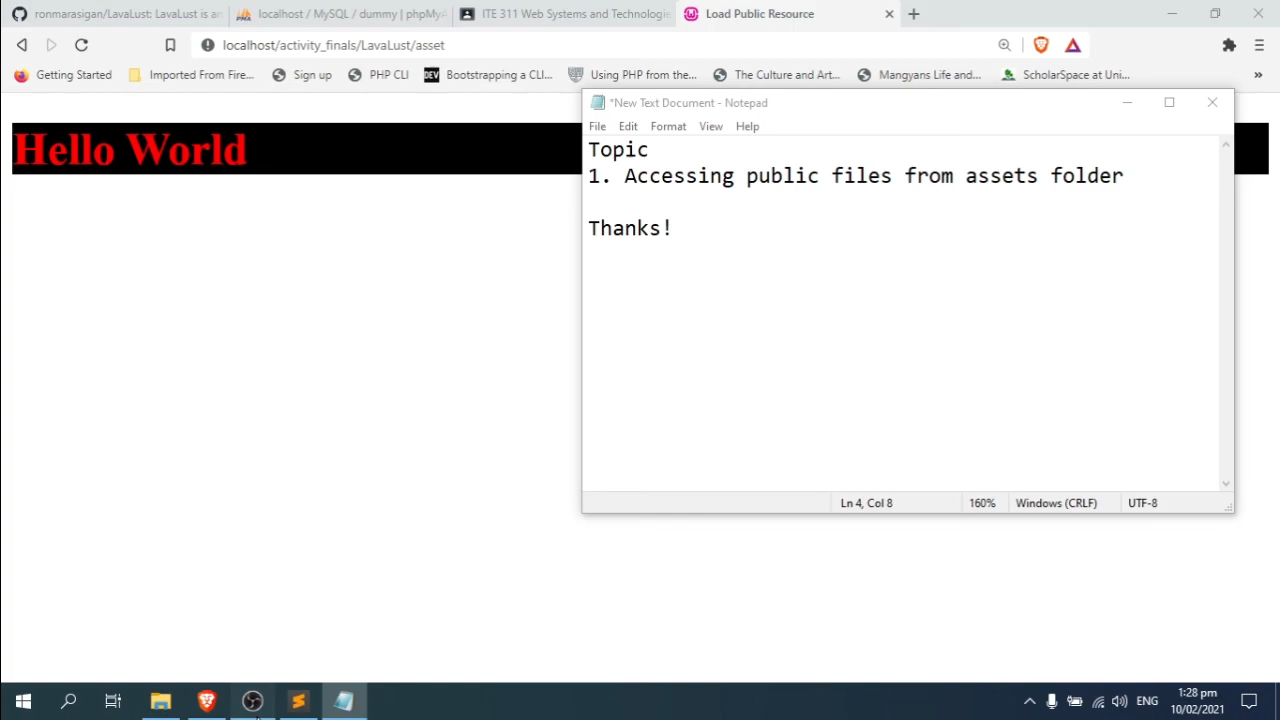 ronmarasigan/LavaLust: LavaLust is an
localhost / MySQL / dummy | phpMyA
ITE 311 Web Systems and Technologie
Load Public Resource
localhost/activity_finals/LavaLust/asset
Getting Started
Imported From Fire...
Sign up
PHP CLI
DEV
Bootstrapping a CLI...
Using PHP from the...
The Culture and Art...
Mangyans Life and...
ScholarSpace at Uni...
»
Hello World
*New Text Document - Notepad
File Edit Format View Help
Topic
1. Accessing public files from assets folder
Thanks!
Ln 4, Col 8
160%
Windows (CRLF)
UTF-8
ENG
1:28 pm
10/02/2021